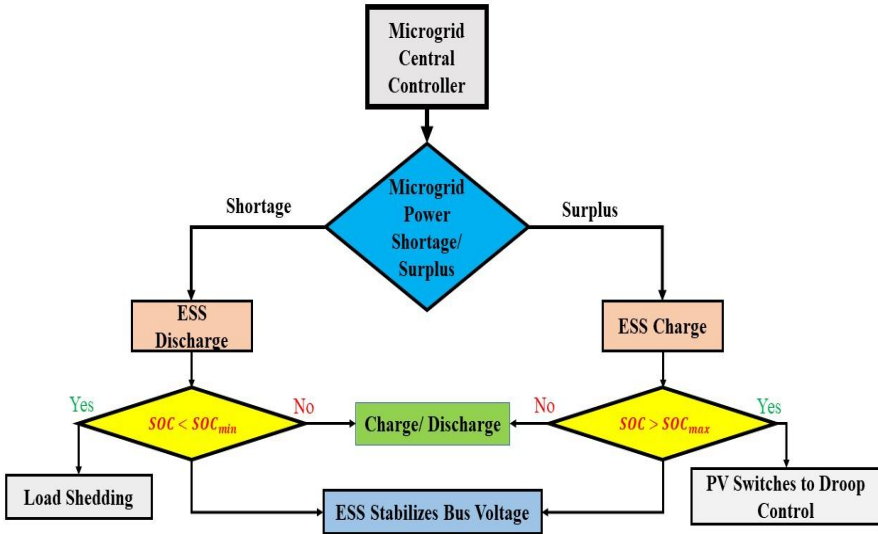 Microgrid
Central
Controller
Microgrid
Power
Shortage/
Surplus
Shortage
Surplus
ESS
Discharge
ESS Charge
Yes
SOC < SOCmin
No
Charge/ Discharge
No
SOC > SOCmax
Yes
Load Shedding
ESS Stabilizes Bus Voltage
PV Switches to Droop
Control